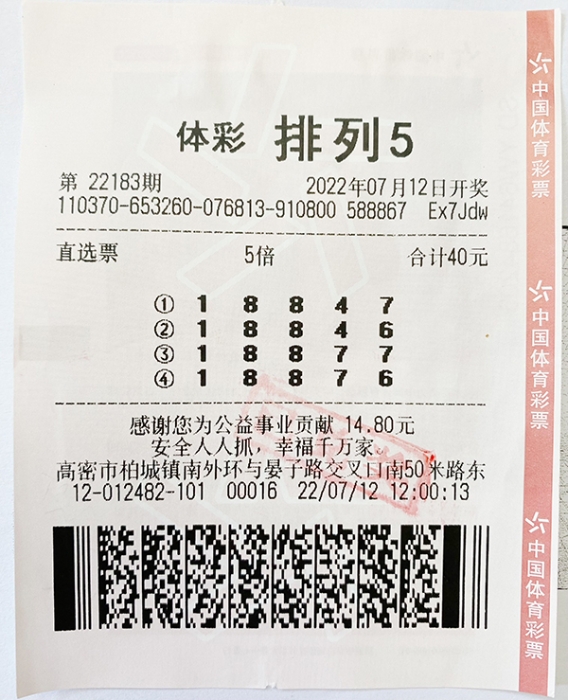 体彩 排列5
第 22183期 2022年07月12日开奖
110370-653260-076813-910800 588867 Ex7Jdw
直选票 5倍 合计40元
① 1 8 8 4 7
② 1 8 8 4 6
③ 1 8 8 7 7
④ 1 8 8 7 6
感谢您为公益事业贡献 14.80元
安全人人抓，幸福千万家
高密市柏城镇南外环与晏子路交叉口南50米路东
12-012482-101 00016 22/07/12 12:00:13
中国体育彩票
中国体育彩票
中国体育彩票